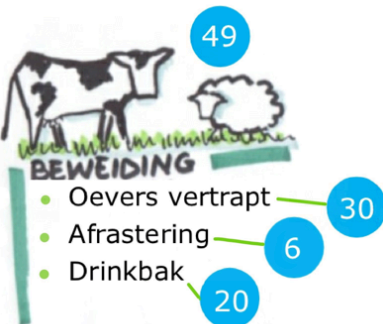 49
BEWEIDING
Oevers vertrapt 30
Afrastering 6
Drinkbak 20